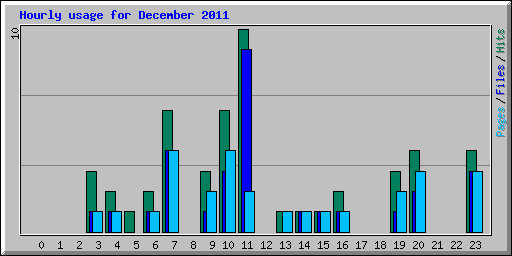 Hourly usage for December 2011
10
Pages / Files / Hits
0 1 2 3 4 5 6 7 8 9 10 11 12 13 14 15 16 17 18 19 20 21 22 23